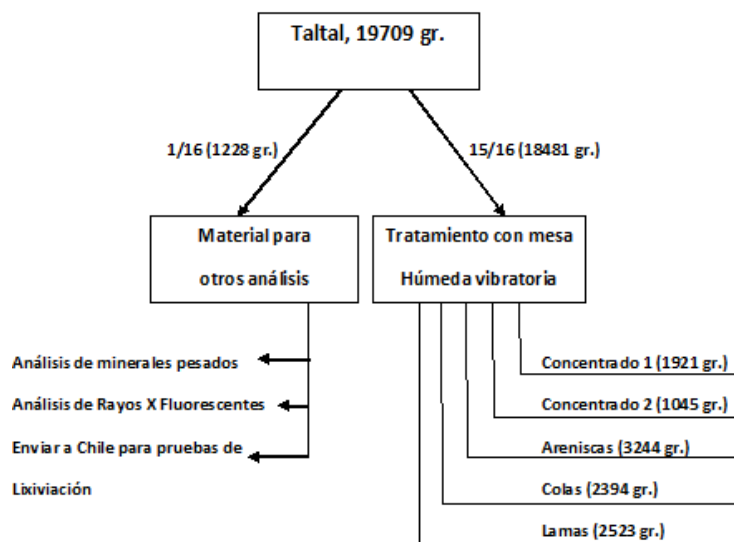 Taltal, 19709 gr.
1/16 (1228 gr.)
15/16 (18481 gr.)
Material para
otros análisis
Tratamiento con mesa
Húmeda vibratoria
Análisis de minerales pesados
Análisis de Rayos X Fluorescentes
Enviar a Chile para pruebas de
Lixiviación
Concentrado 1 (1921 gr.)
Concentrado 2 (1045 gr.)
Areniscas (3244 gr.)
Colas (2394 gr.)
Lamas (2523 gr.)